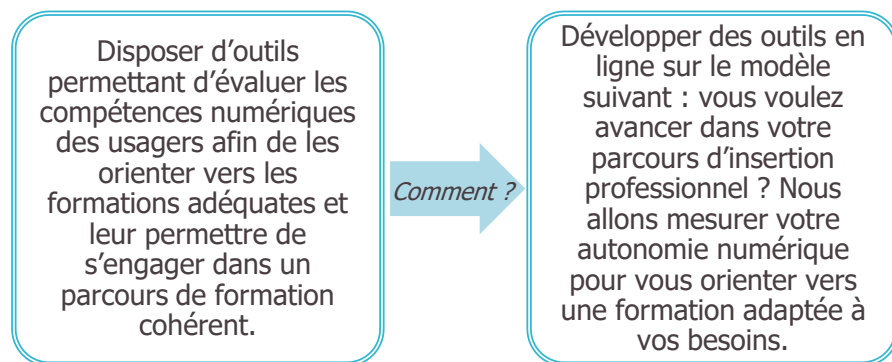 Disposer d’outils
permettant d’évaluer les
compétences numériques
des usagers afin de les
orienter vers les
formations adéquates et
leur permettre de
s’engager dans un
parcours de formation
cohérent.
Comment ?
Développer des outils en
ligne sur le modèle
suivant : vous voulez
avancer dans votre
parcours d’insertion
professionnel ? Nous
allons mesurer votre
autonomie numérique
pour vous orienter vers
une formation adaptée à
vos besoins.